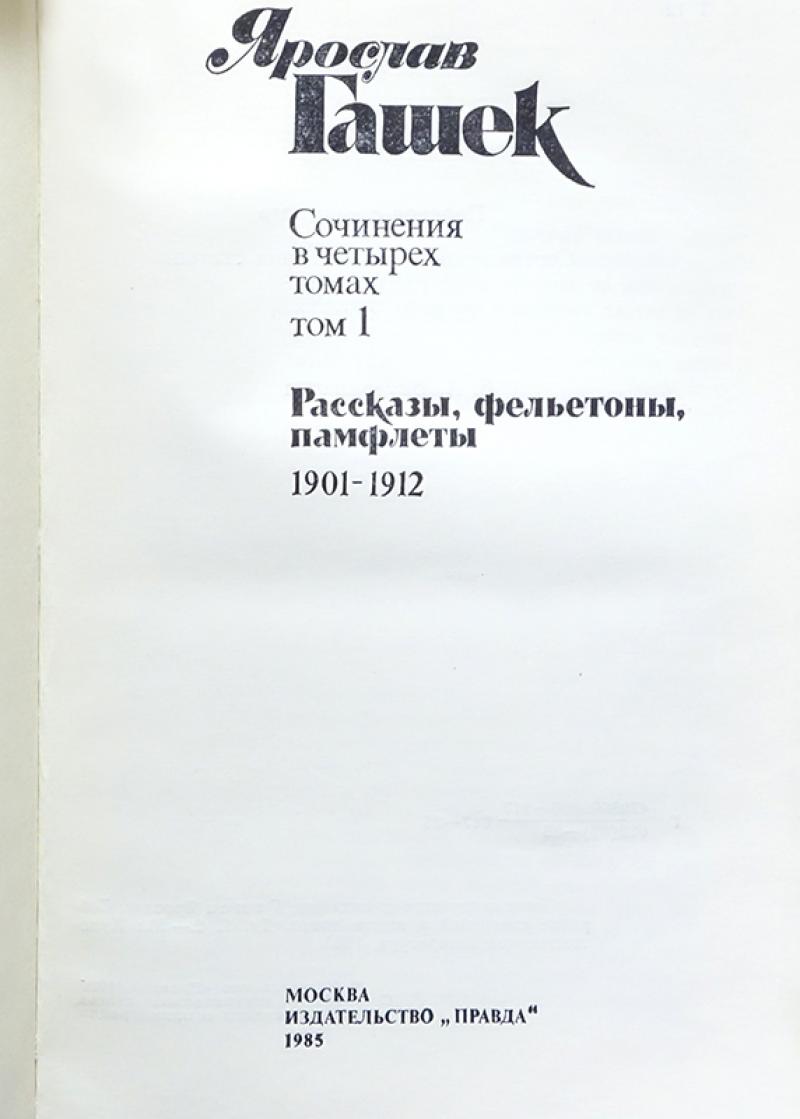 Ярослав
Гашек
Сочинения
в четырех
томах
том 1
Рассказы, фельетоны,
памфлеты
1901-1912
МОСКВА
ИЗДАТЕЛЬСТВО „ПРАВДА“
1985